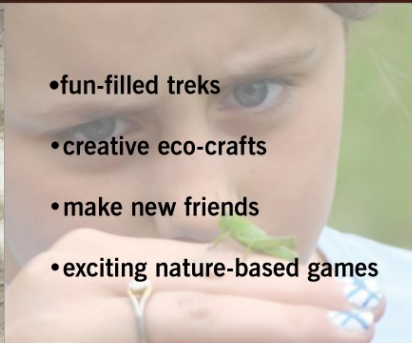 •fun-filled treks
•creative eco-crafts
•make new friends
•exciting nature-based games